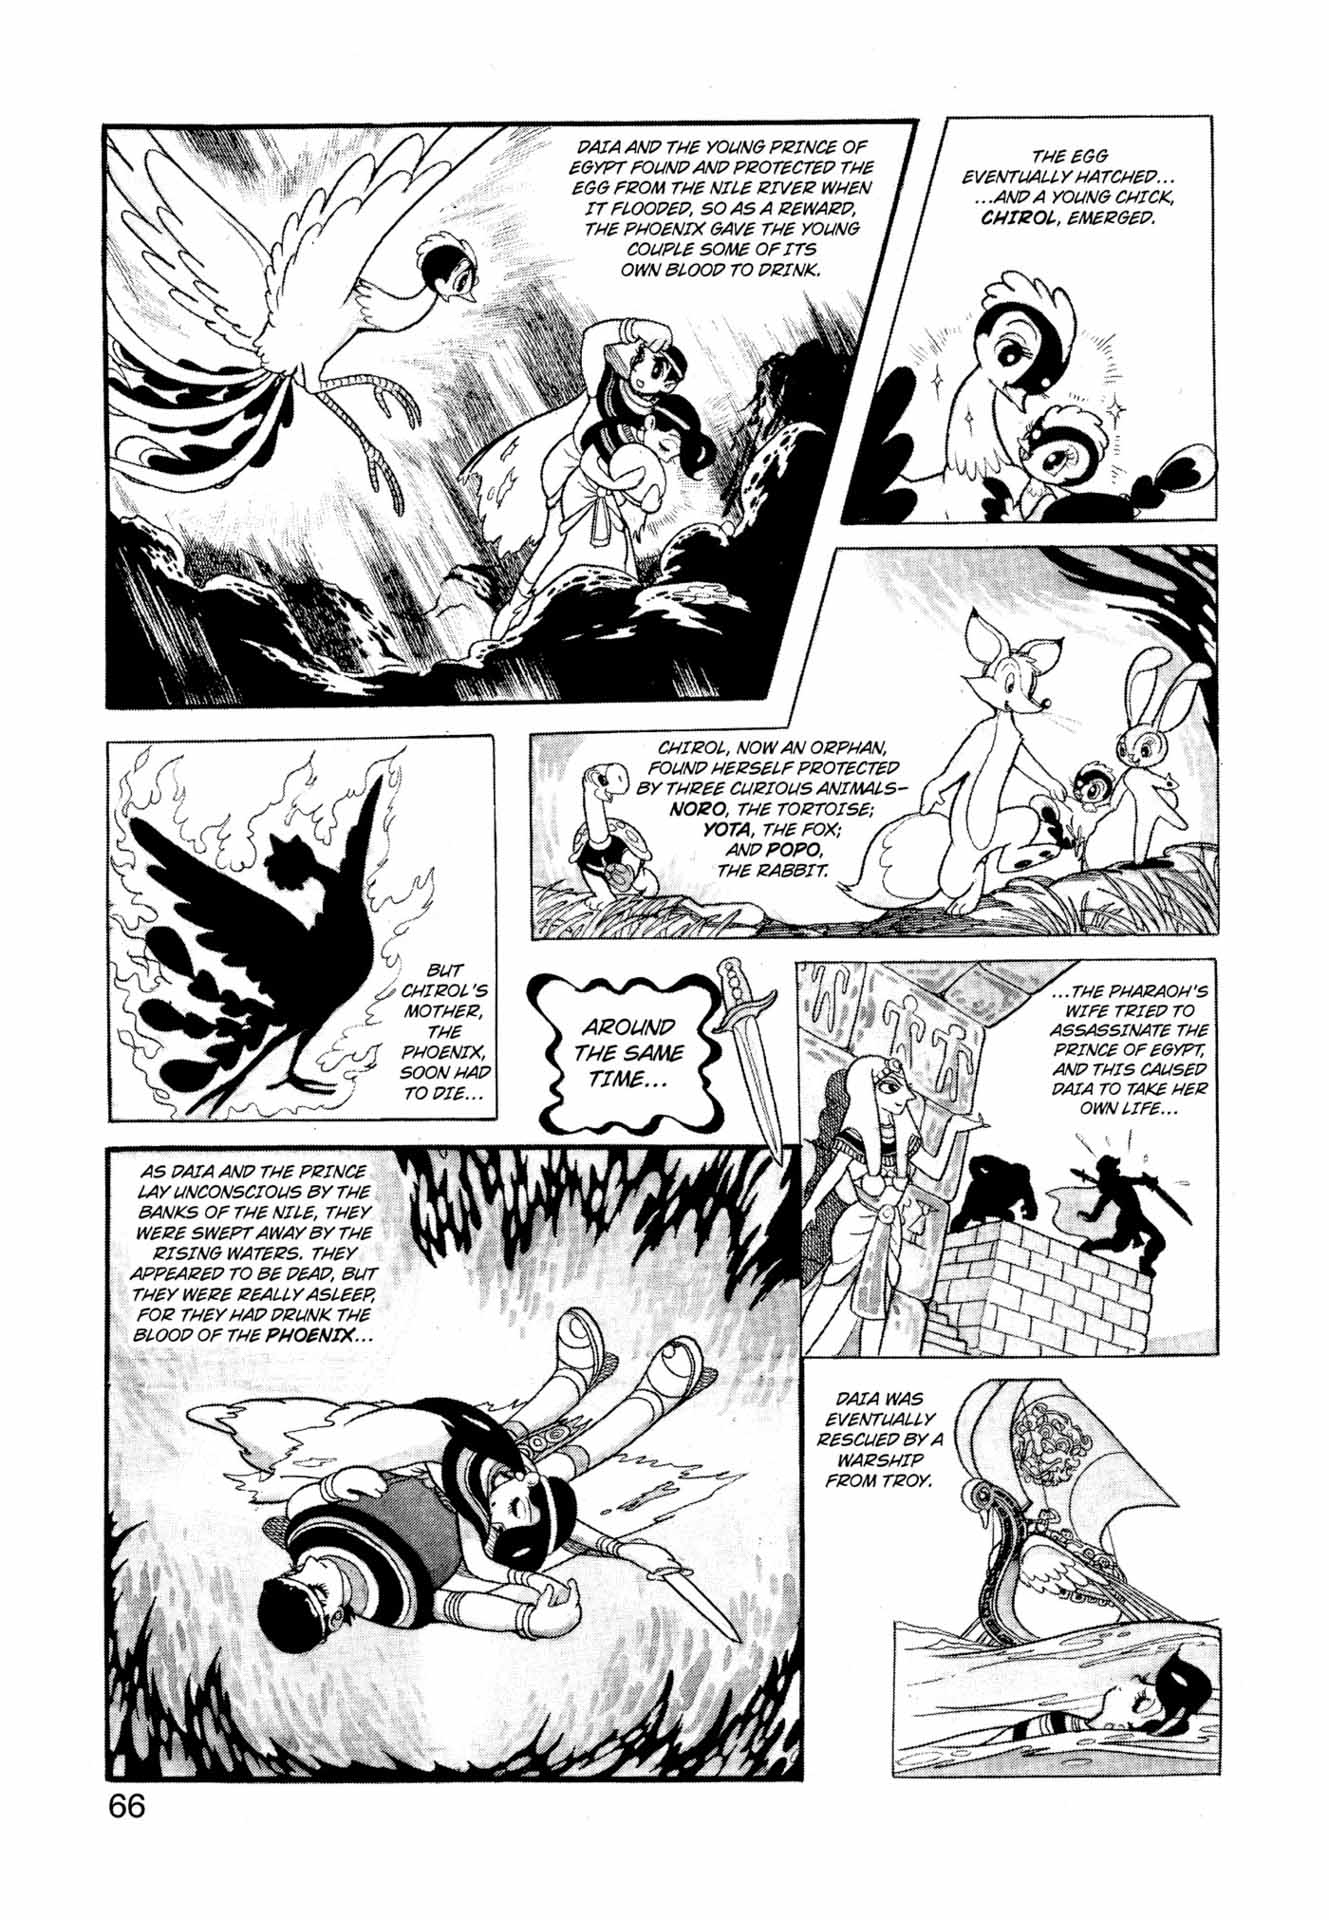 DAIA AND THE YOUNG PRINCE OF
EGYPT FOUND AND PROTECTED THE
EGG FROM THE NILE RIVER WHEN
IT FLOODED, SO AS A REWARD,
THE PHOENIX GAVE THE YOUNG
COUPLE SOME OF ITS
OWN BLOOD TO DRINK.
THE EGG
EVENTUALLY HATCHED...
...AND A YOUNG CHICK,
CHIROL, EMERGED.
BUT
CHIROL'S
MOTHER,
THE
PHOENIX,
SOON HAD
TO DIE...
CHIROL, NOW AN ORPHAN,
FOUND HERSELF PROTECTED
BY THREE CURIOUS ANIMALS–
NORO, THE TORTOISE;
YOTA, THE FOX;
AND POPO,
THE RABBIT.
AROUND
THE SAME
TIME...
...THE PHARAOH'S
WIFE TRIED TO
ASSASSINATE THE
PRINCE OF EGYPT,
AND THIS CAUSED
DAIA TO TAKE HER
OWN LIFE...
AS DAIA AND THE PRINCE
LAY UNCONSCIOUS BY THE
BANKS OF THE NILE, THEY
WERE SWEPT AWAY BY THE
RISING WATERS. THEY
APPEARED TO BE DEAD, BUT
THEY WERE REALLY ASLEEP,
FOR THEY HAD DRUNK THE
BLOOD OF THE PHOENIX...
DAIA WAS
EVENTUALLY
RESCUED BY A
WARSHIP
FROM TROY.
66